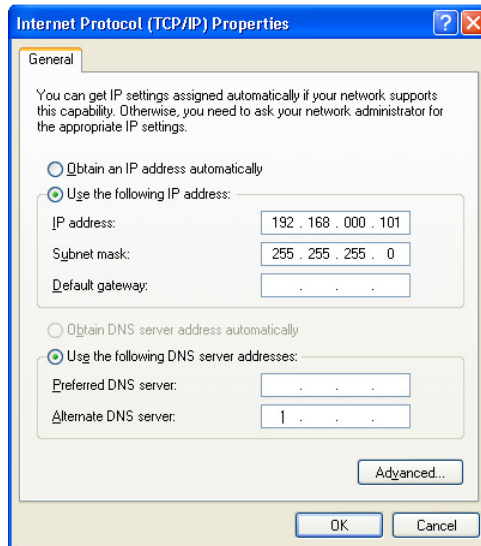 Internet Protocol (TCP/IP) Properties
General
You can get IP settings assigned automatically if your network supports
this capability. Otherwise, you need to ask your network administrator for
the appropriate IP settings.
Obtain an IP address automatically
Use the following IP address:
IP address: 192 . 168 . 000 . 101
Subnet mask: 255 . 255 . 255 . 0
Default gateway: . . .
Obtain DNS server address automatically
Use the following DNS server addresses:
Preferred DNS server: . . .
Alternate DNS server: 1 . . .
Advanced...
OK Cancel